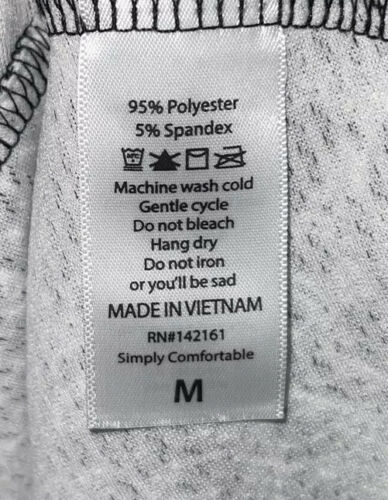 95% Polyester
5% Spandex
Machine wash cold
Gentle cycle
Do not bleach
Hang dry
Do not iron
or you'll be sad
MADE IN VIETNAM
RN#142161
Simply Comfortable
M